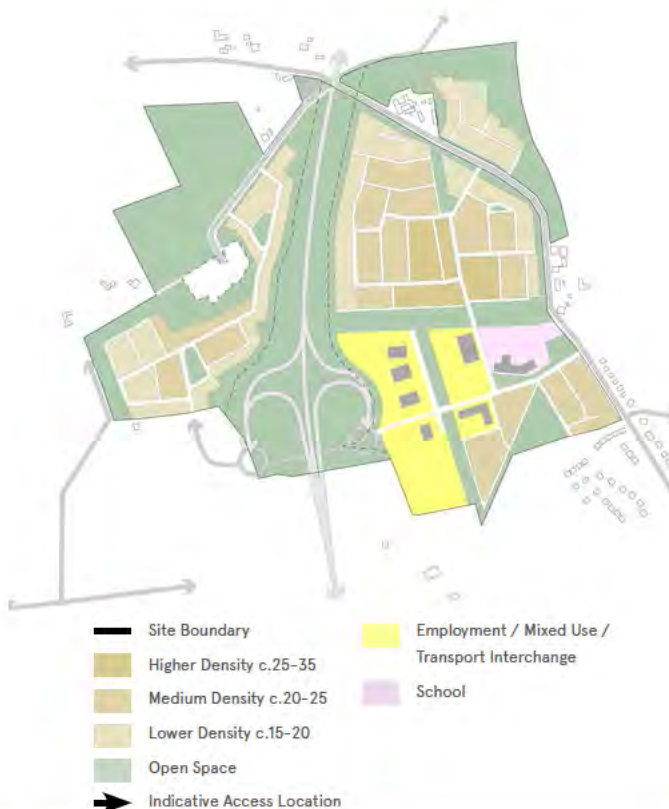 Site Boundary
Higher Density c.25-35
Medium Density c.20-25
Lower Density c.15-20
Open Space
Indicative Access Location
Employment / Mixed Use /
Transport Interchange
School